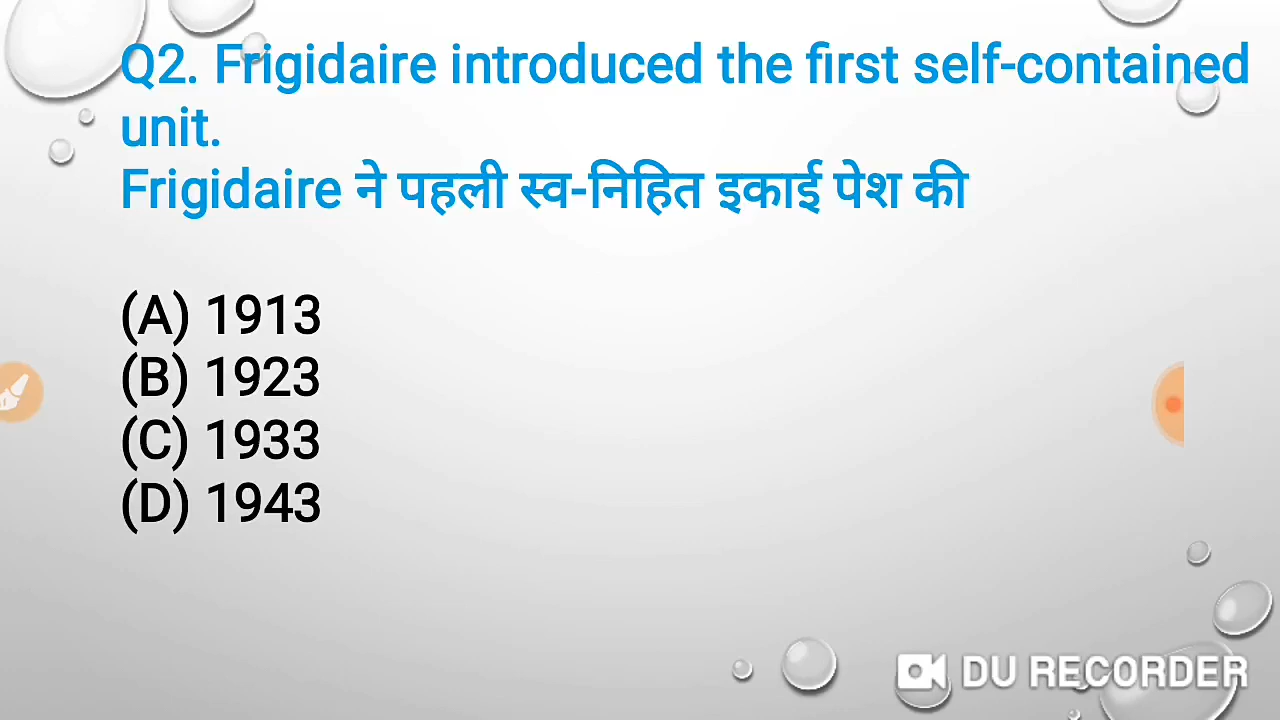 Q2. Frigidaire introduced the first self-contained
unit.
Frigidaire ने पहली स्व-निहित इकाई पेश की
(A) 1913
(B) 1923
(C) 1933
(D) 1943
DU RECORDER